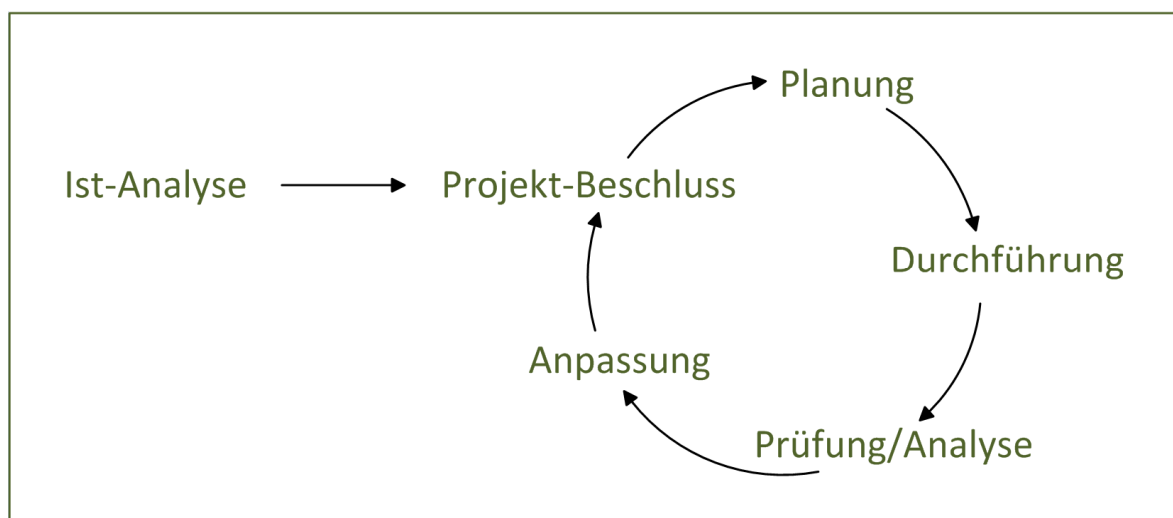 Planung
Ist-Analyse
Projekt-Beschluss
Durchführung
Anpassung
Prüfung/Analyse